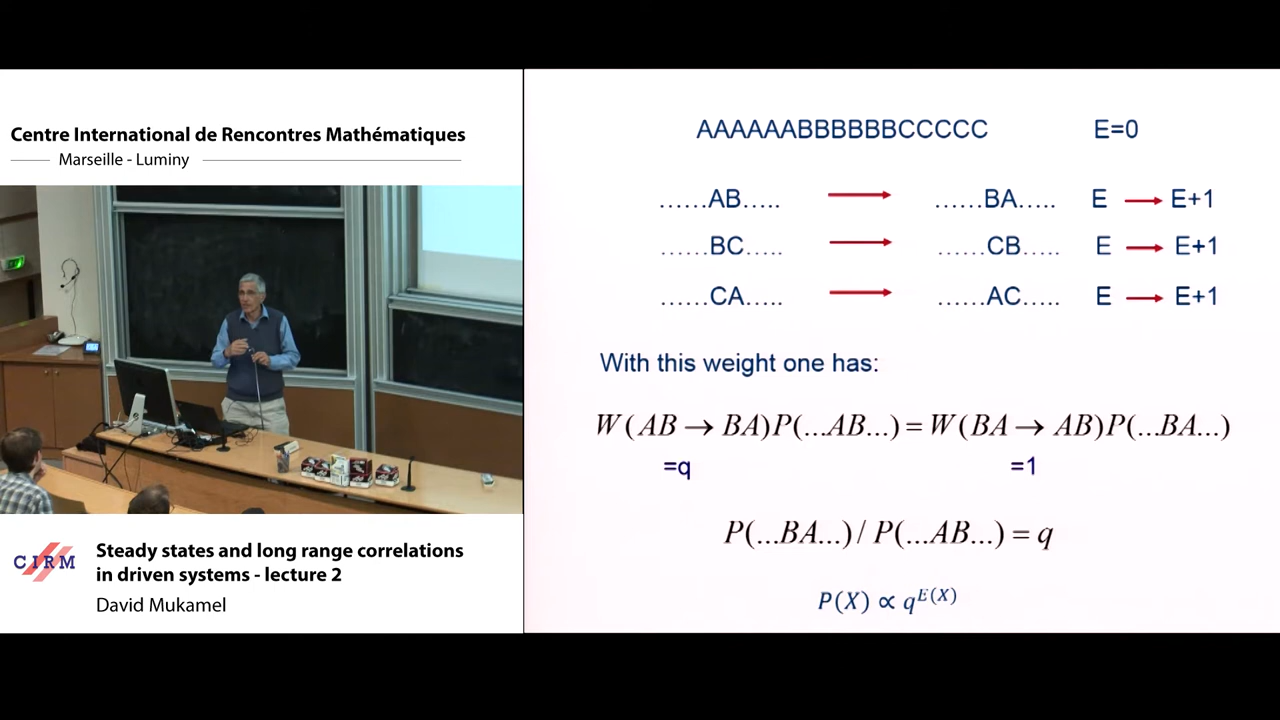 Centre International de Rencontres Mathématiques
Marseille - Luminy
CIRM
Steady states and long range correlations
in driven systems - lecture 2
David Mukamel
AAAAAABBBBBBCCCCC E=0
......AB..... → ......BA..... E → E+1
......BC..... → ......CB..... E → E+1
......CA..... → ......AC..... E → E+1
With this weight one has:
W(AB → BA)P(...AB...) = W(BA → AB)P(...BA...)
=q =1
P(...BA...) / P(...AB...) = q
P(X) ∝ q^{E(X)}